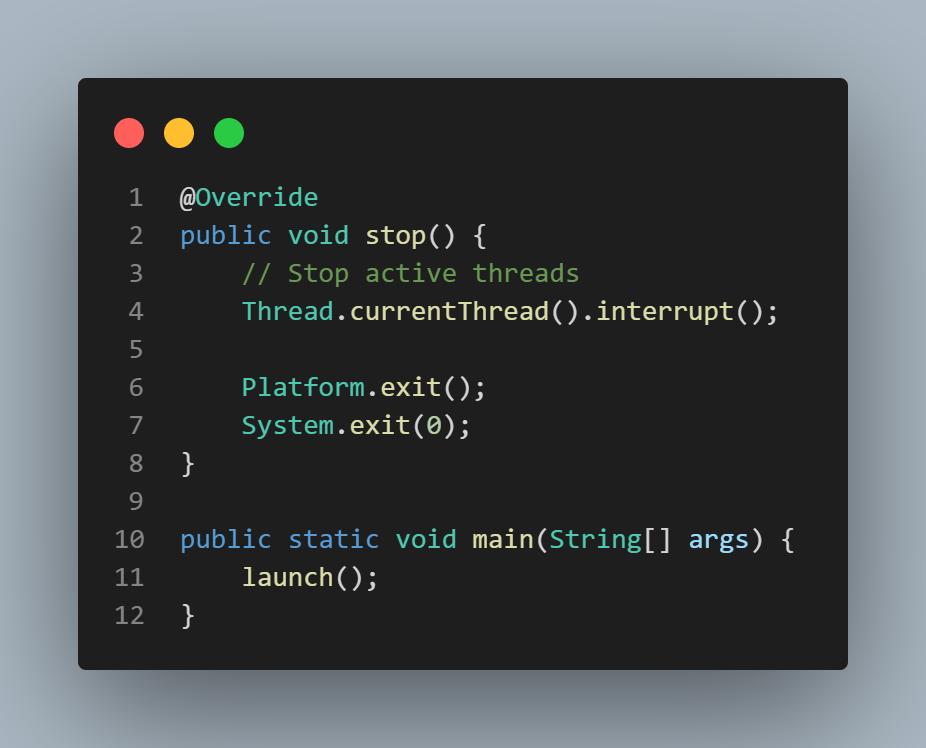 1 @Override
2 public void stop() {
3     // Stop active threads
4     Thread.currentThread().interrupt();
5
6     Platform.exit();
7     System.exit(0);
8 }
9
10 public static void main(String[] args) {
11     launch();
12 }